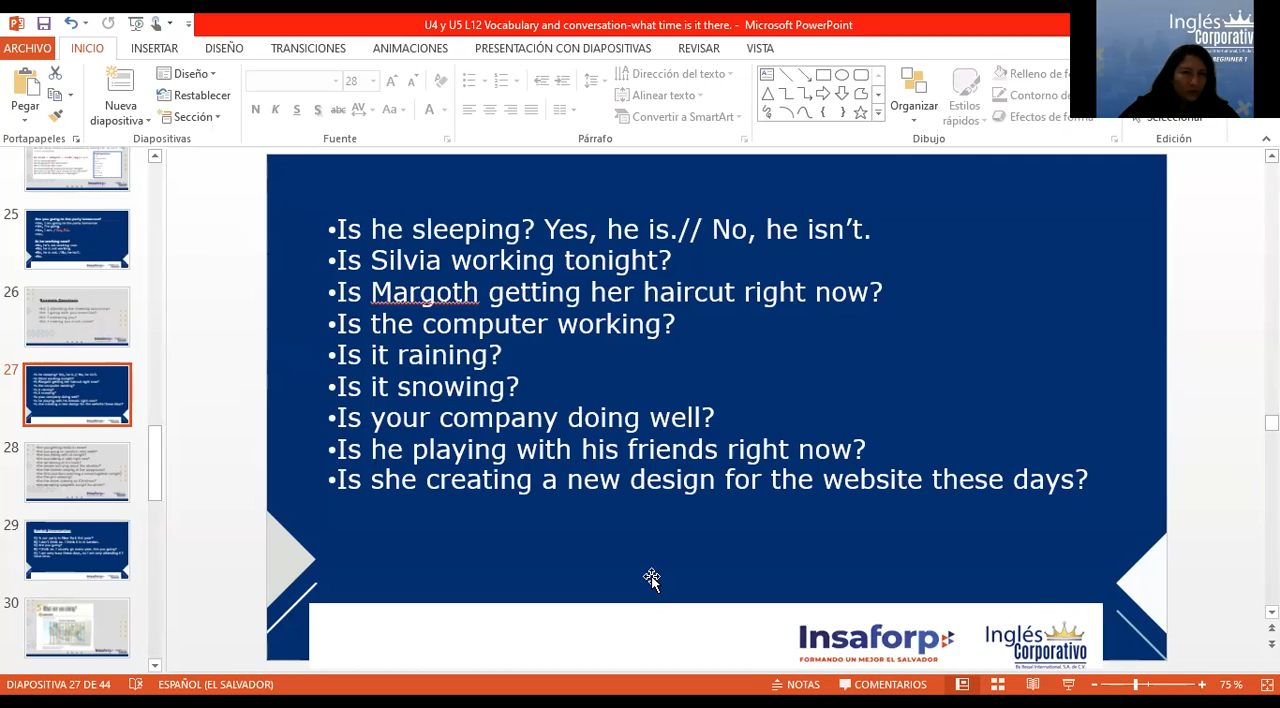 U4 y U5 L12 Vocabulary and conversation-what time is it there. - Microsoft PowerPoint
Inglés
Corporativo
BEGINNER 1
ARCHIVO INICIO INSERTAR DISEÑO TRANSICIONES ANIMACIONES PRESENTACIÓN CON DIAPOSITIVAS REVISAR VISTA
Pegar
Nueva
diapositiva
Diseño
Restablecer
Sección
28
N K S S abc AV Aa A
Dirección del texto
Alinear texto
Convertir a SmartArt
Organizar
Estilos
rápidos
Relleno de
Contorno de
Efectos de forma
Seleccionar
Portapapeles Diapositivas Fuente Párrafo Dibujo Edición
25
26
27
28
29
30
•Is he sleeping? Yes, he is.// No, he isn’t.
•Is Silvia working tonight?
•Is Margoth getting her haircut right now?
•Is the computer working?
•Is it raining?
•Is it snowing?
•Is your company doing well?
•Is he playing with his friends right now?
•Is she creating a new design for the website these days?
Insaforp
FORMANDO UN MEJOR EL SALVADOR
Inglés
Corporativo
DIAPOSITIVA 27 DE 44 ESPAÑOL (EL SALVADOR) NOTAS COMENTARIOS 75 %